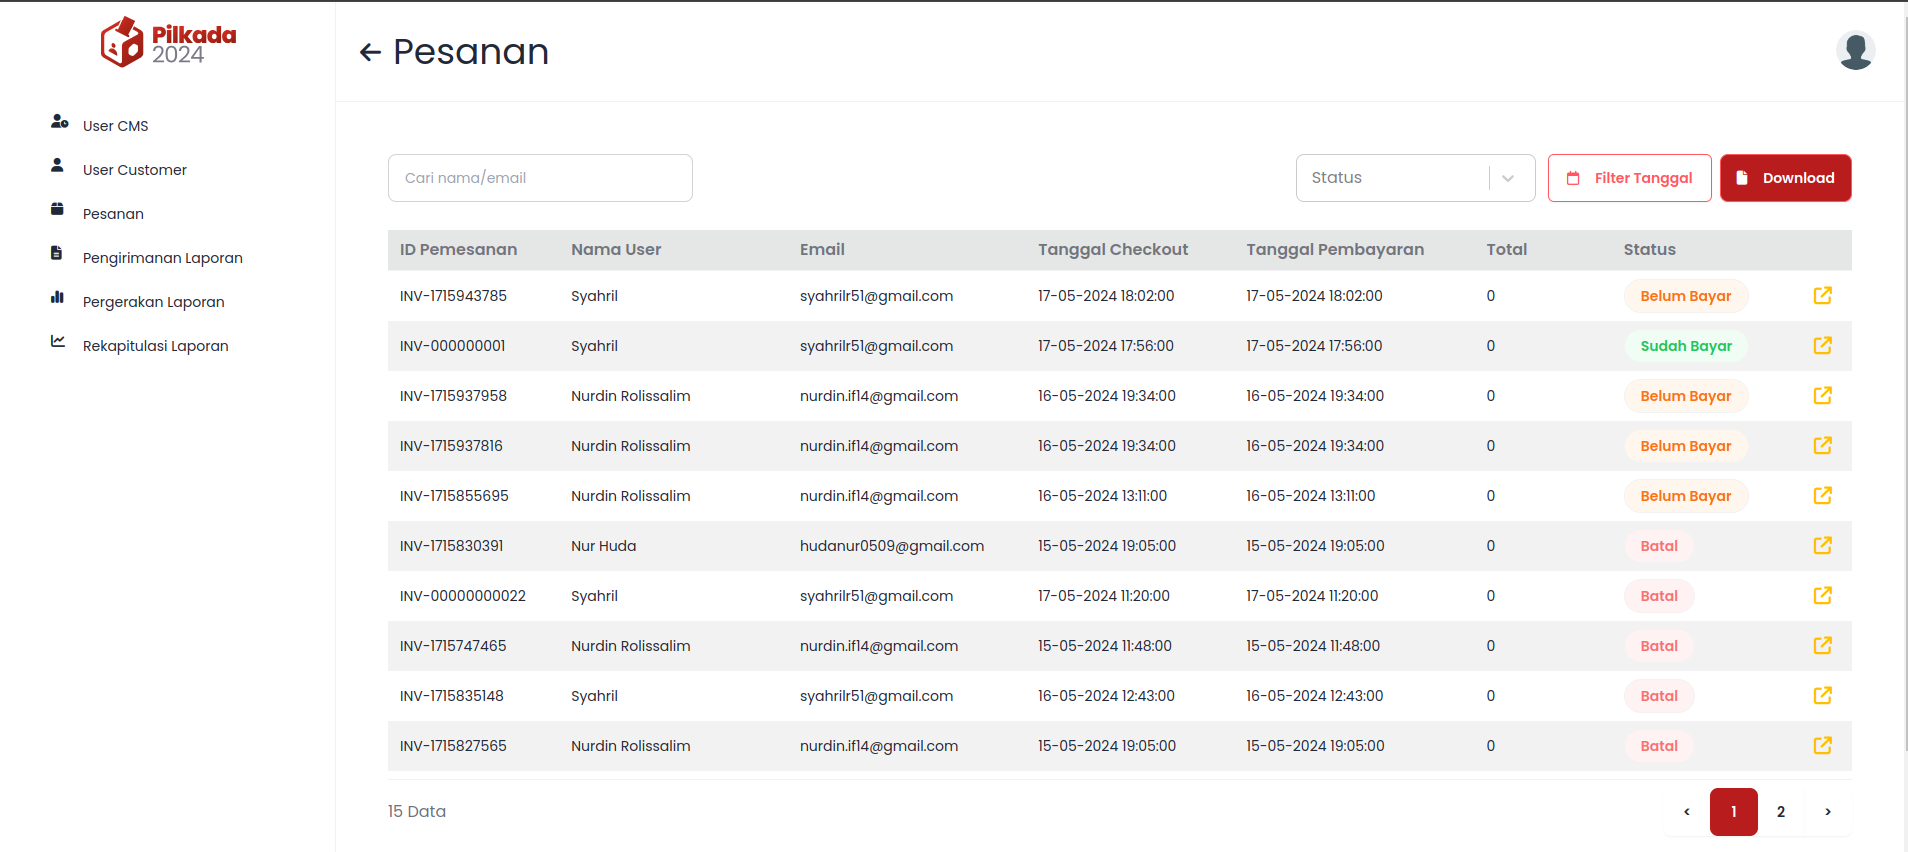 Pilkada
2024
User CMS
User Customer
Pesanan
Pengirimanan Laporan
Pergerakan Laporan
Rekapitulasi Laporan
Pesanan
Cari nama/email
Status
Filter Tanggal
Download
ID Pemesanan Nama User Email Tanggal Checkout Tanggal Pembayaran Total Status
INV-1715943785 Syahril syahrilr51@gmail.com 17-05-2024 18:02:00 17-05-2024 18:02:00 0 Belum Bayar
INV-000000001 Syahril syahrilr51@gmail.com 17-05-2024 17:56:00 17-05-2024 17:56:00 0 Sudah Bayar
INV-1715937958 Nurdin Rolissalim nurdin.if14@gmail.com 16-05-2024 19:34:00 16-05-2024 19:34:00 0 Belum Bayar
INV-1715937816 Nurdin Rolissalim nurdin.if14@gmail.com 16-05-2024 19:34:00 16-05-2024 19:34:00 0 Belum Bayar
INV-1715855695 Nurdin Rolissalim nurdin.if14@gmail.com 16-05-2024 13:11:00 16-05-2024 13:11:00 0 Belum Bayar
INV-1715830391 Nur Huda hudanur0509@gmail.com 15-05-2024 19:05:00 15-05-2024 19:05:00 0 Batal
INV-00000000022 Syahril syahrilr51@gmail.com 17-05-2024 11:20:00 17-05-2024 11:20:00 0 Batal
INV-1715747465 Nurdin Rolissalim nurdin.if14@gmail.com 15-05-2024 11:48:00 15-05-2024 11:48:00 0 Batal
INV-1715835148 Syahril syahrilr51@gmail.com 16-05-2024 12:43:00 16-05-2024 12:43:00 0 Batal
INV-1715827565 Nurdin Rolissalim nurdin.if14@gmail.com 15-05-2024 19:05:00 15-05-2024 19:05:00 0 Batal
15 Data
‹ 1 2 ›